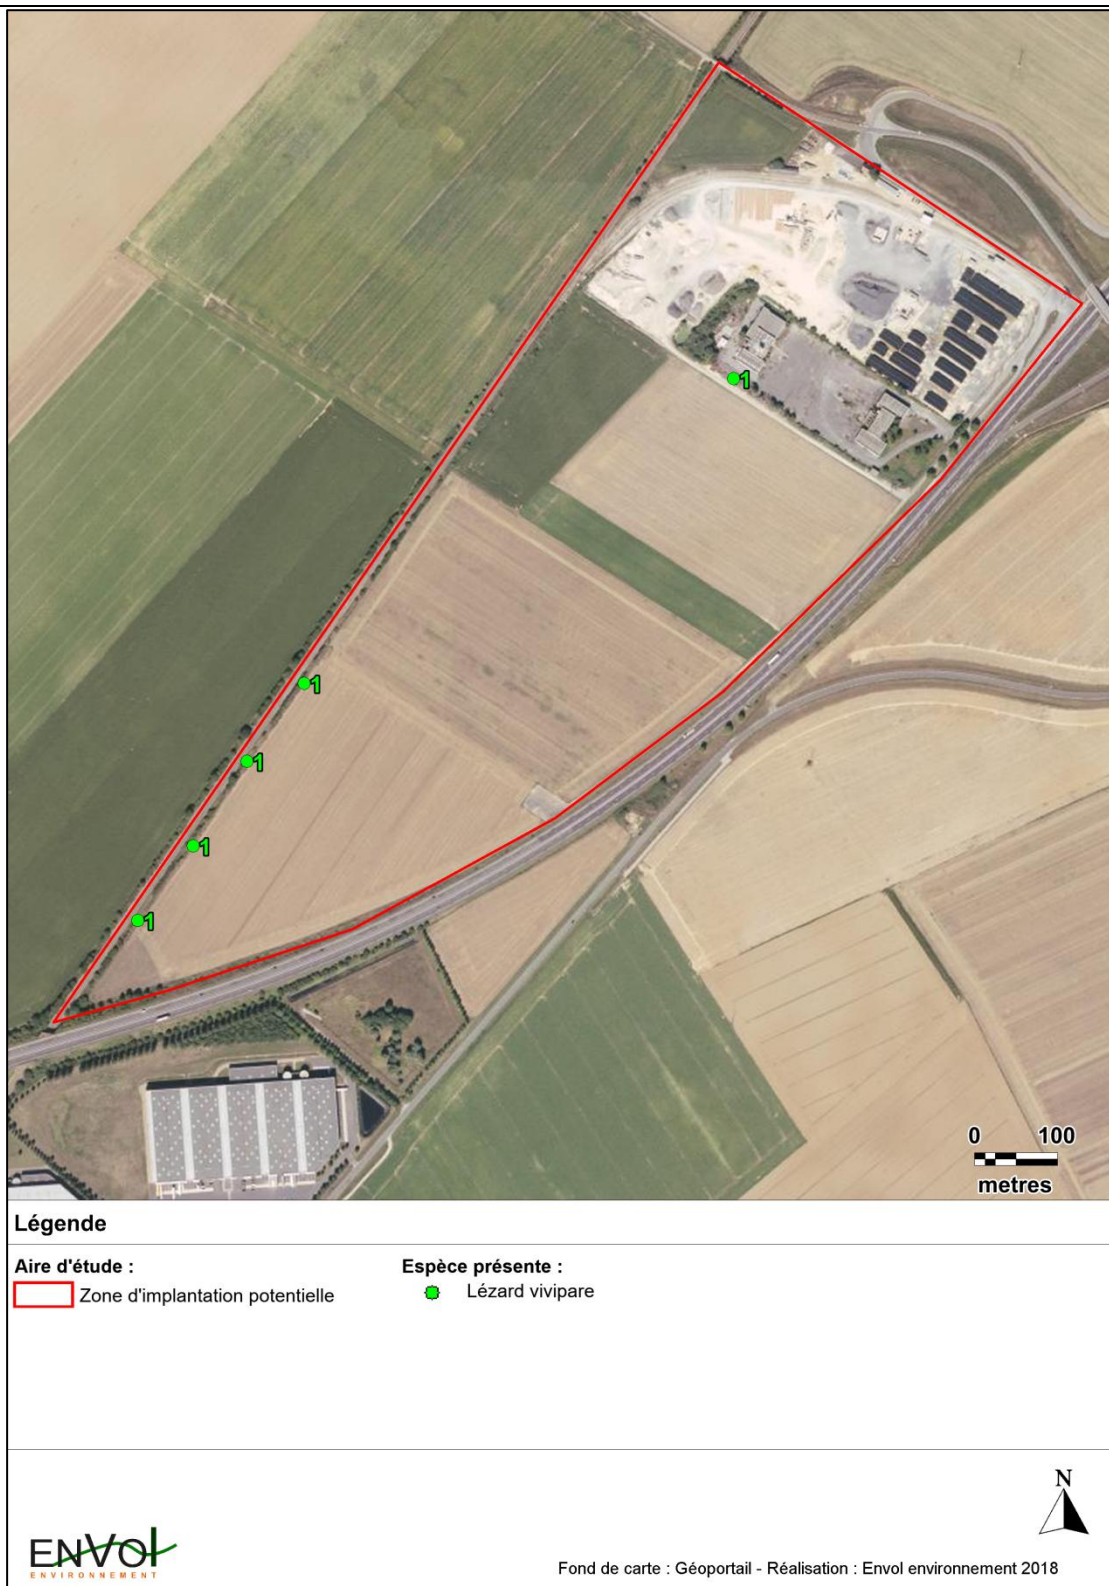 1
1
1
1
1
0 100
metres
Légende
Aire d'étude :
Zone d'implantation potentielle
Espèce présente :
Lézard vivipare
N
ENVOL
ENVIRONNEMENT
Fond de carte : Géoportail - Réalisation : Envol environnement 2018